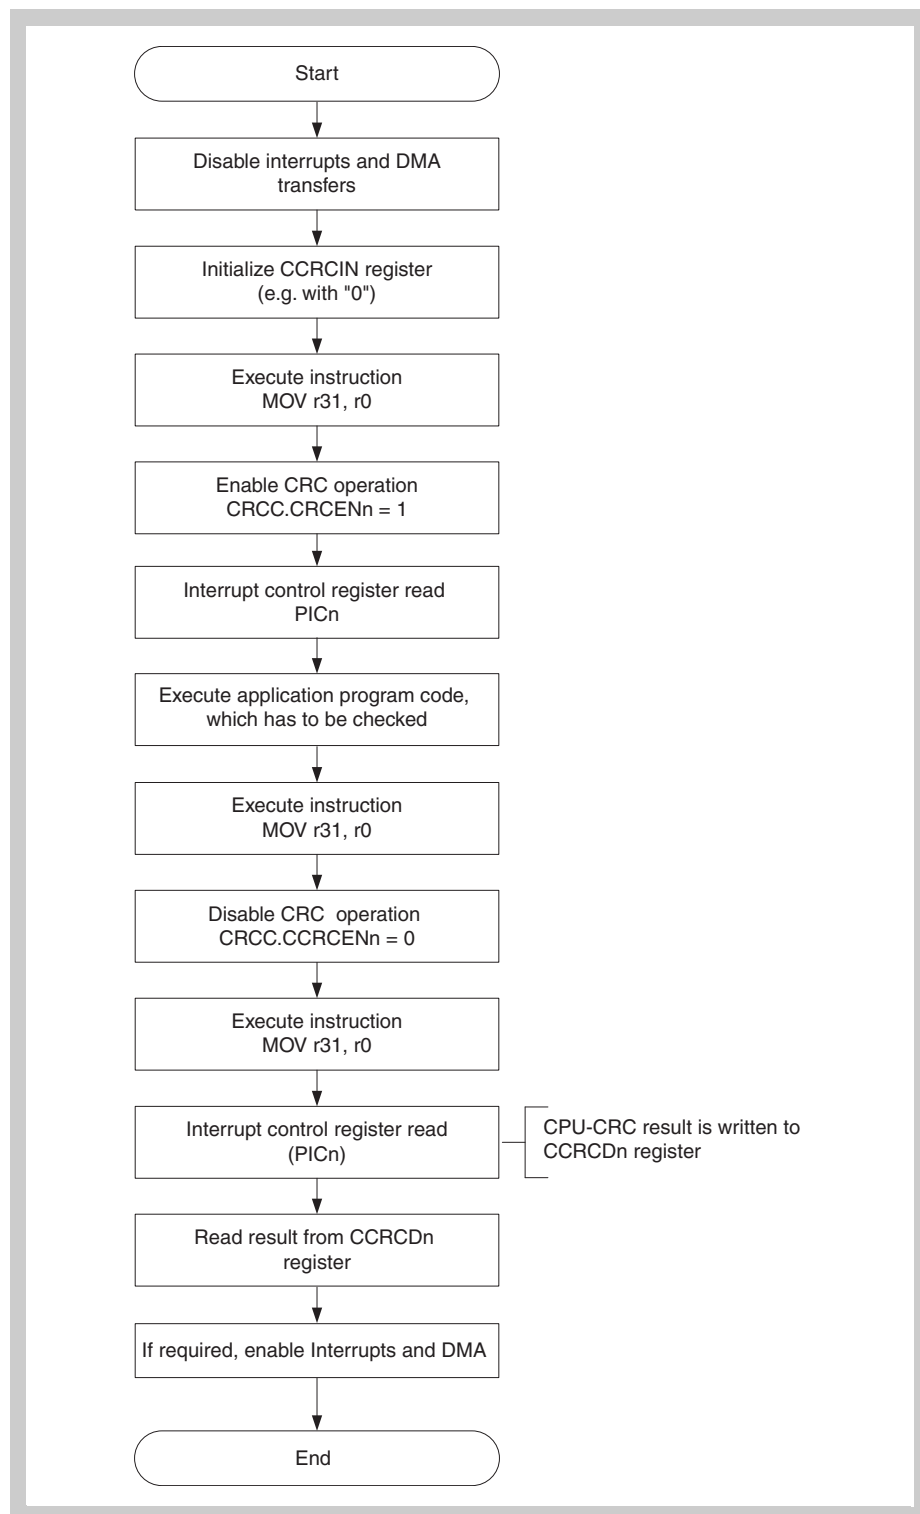 Start
Disable interrupts and DMA
transfers
Initialize CCRCIN register
(e.g. with "0")
Execute instruction
MOV r31, r0
Enable CRC operation
CRCC.CRCENn = 1
Interrupt control register read
PICn
Execute application program code,
which has to be checked
Execute instruction
MOV r31, r0
Disable CRC operation
CRCC.CCRCENn = 0
Execute instruction
MOV r31, r0
Interrupt control register read
(PICn)
CPU-CRC result is written to
CCRCDn register
Read result from CCRCDn
register
If required, enable Interrupts and DMA
End